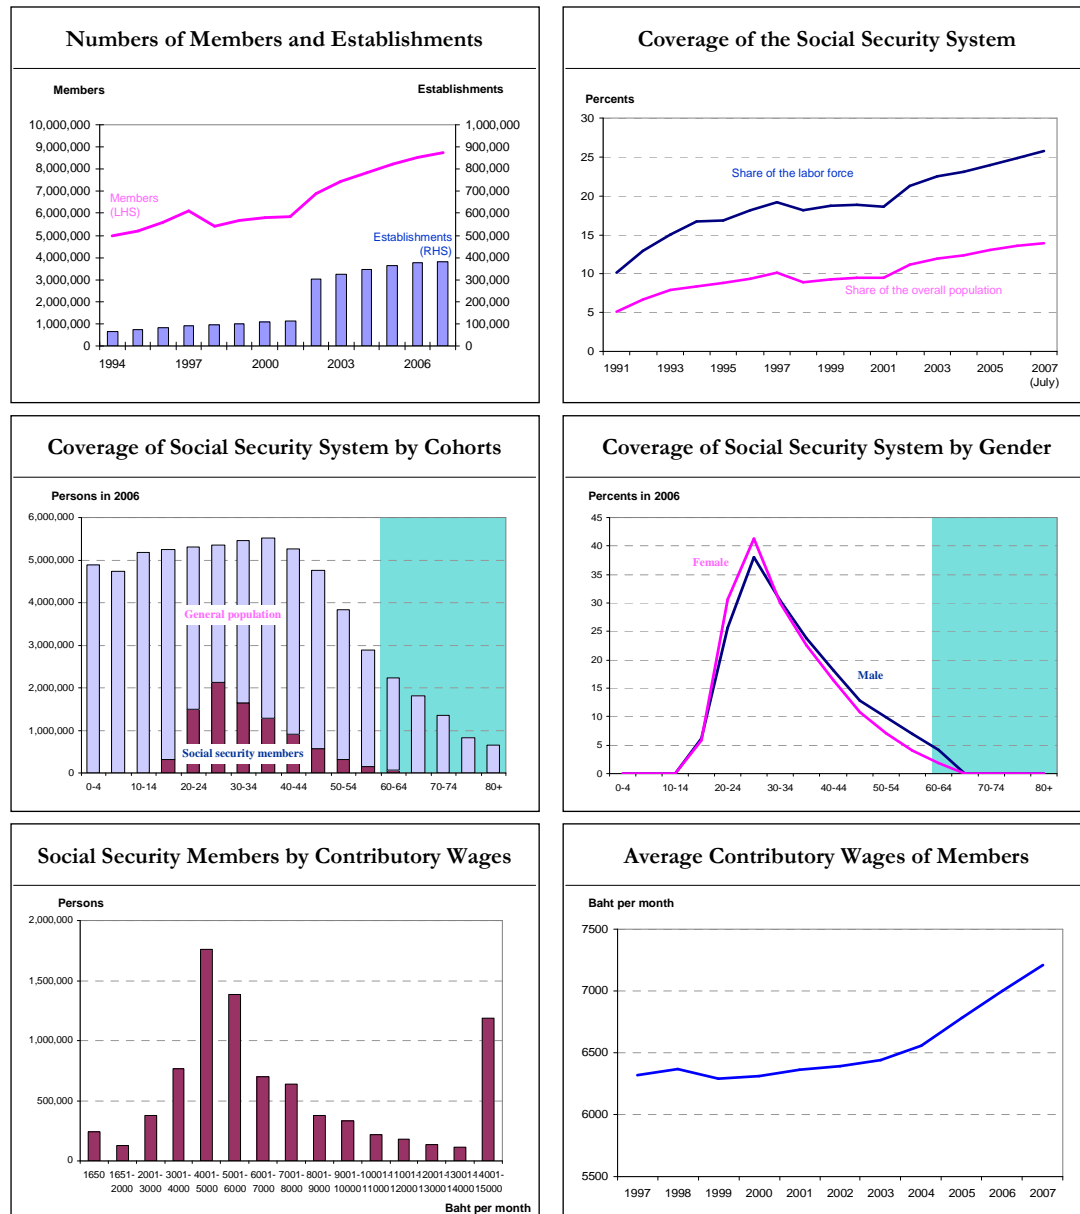 Numbers of Members and Establishments
Members
Establishments
10,000,000
9,000,000
8,000,000
7,000,000
6,000,000
5,000,000
4,000,000
3,000,000
2,000,000
1,000,000
0
1,000,000
900,000
800,000
700,000
600,000
500,000
400,000
300,000
200,000
100,000
0
Members
(LHS)
Establishments
(RHS)
1994 1997 2000 2003 2006
Coverage of the Social Security System
Percents
30
25
20
15
10
5
0
Share of the labor force
Share of the overall population
1991 1993 1995 1997 1999 2001 2003 2005 2007
(July)
Coverage of Social Security System by Cohorts
Persons in 2006
6,000,000
5,000,000
4,000,000
3,000,000
2,000,000
1,000,000
0
General population
Social security members
0-4 10-14 20-24 30-34 40-44 50-54 60-64 70-74 80+
Coverage of Social Security System by Gender
Percents in 2006
45
40
35
30
25
20
15
10
5
0
Female
Male
0-4 10-14 20-24 30-34 40-44 50-54 60-64 70-74 80+
Social Security Members by Contributory Wages
Persons
2,000,000
1,500,000
1,000,000
500,000
0
1650 1651- 2001- 3001- 4001- 5001- 6001- 7001- 8001- 9001- 10001- 11001- 12001- 13001- 14001-
2000 3000 4000 5000 6000 7000 8000 9000 10000 11000 12000 13000 14000 15000
Baht per month
Average Contributory Wages of Members
Baht per month
7500
7000
6500
6000
5500
1997 1998 1999 2000 2001 2002 2003 2004 2005 2006 2007